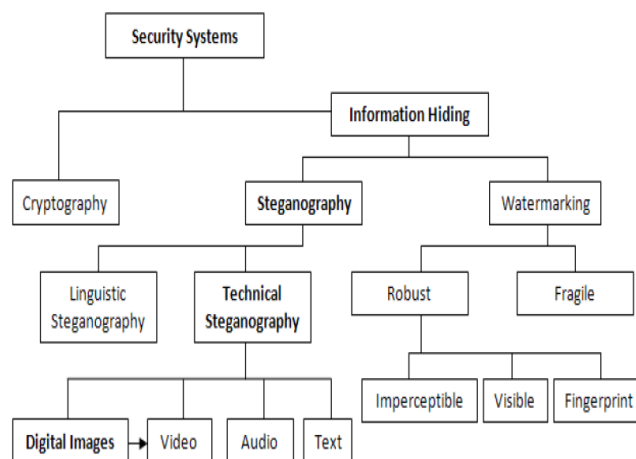 Security Systems
Information Hiding
Cryptography
Steganography
Watermarking
Linguistic
Steganography
Technical
Steganography
Robust
Fragile
Imperceptible
Visible
Fingerprint
Digital Images
Video
Audio
Text